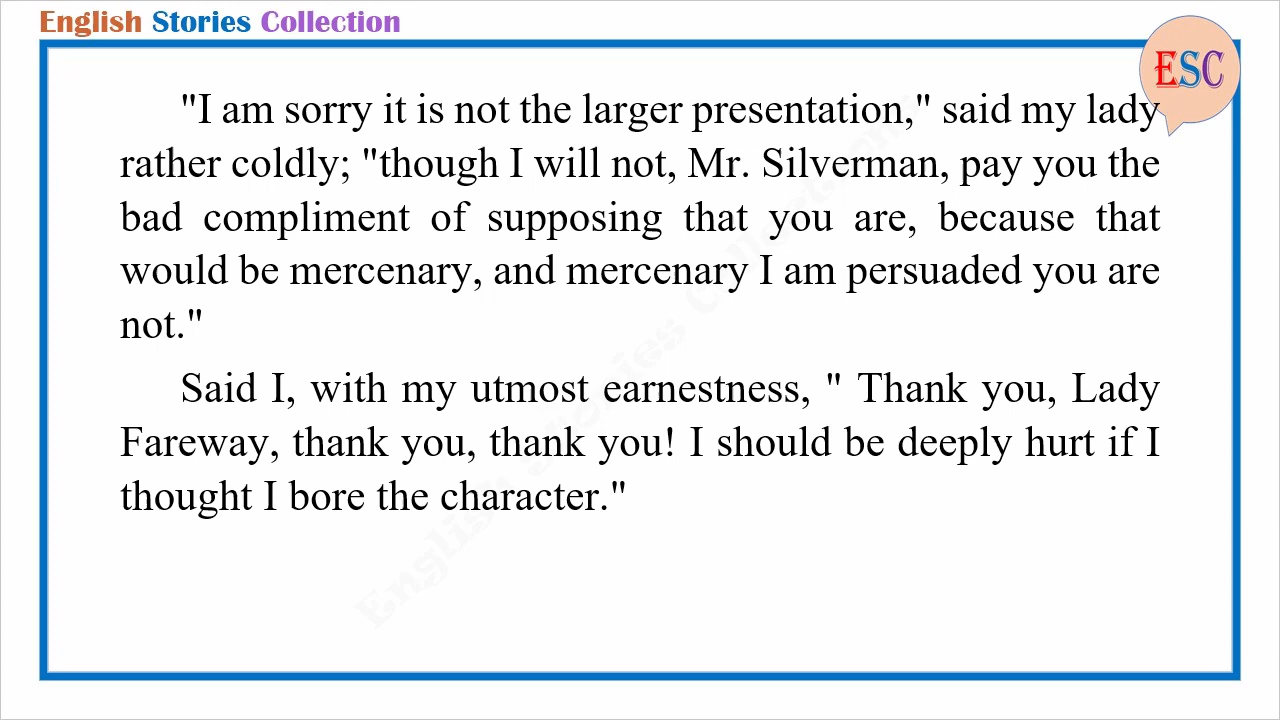 English Stories Collection
ESC
"I am sorry it is not the larger presentation," said my lady
rather coldly; "though I will not, Mr. Silverman, pay you the
bad compliment of supposing that you are, because that
would be mercenary, and mercenary I am persuaded you are
not."
Said I, with my utmost earnestness, " Thank you, Lady
Fareway, thank you, thank you! I should be deeply hurt if I
thought I bore the character."
English Stories Collection